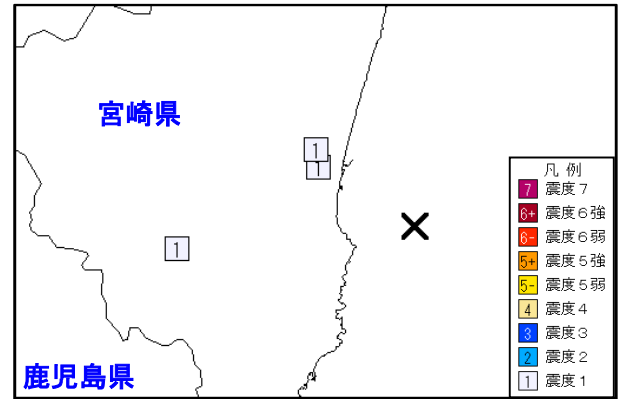 宮崎県
1
1
1
鹿児島県
凡 例
7 震度７
6+ 震度６強
6- 震度６弱
5+ 震度５強
5- 震度５弱
4 震度４
3 震度３
2 震度２
1 震度１